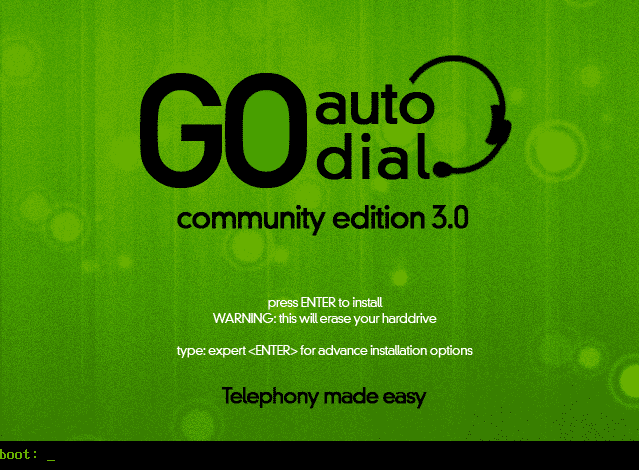 GO auto
dial
community edition 3.0
press ENTER to install
WARNING: this will erase your harddrive
type: expert <ENTER> for advance installation options
Telephony made easy
boot: _